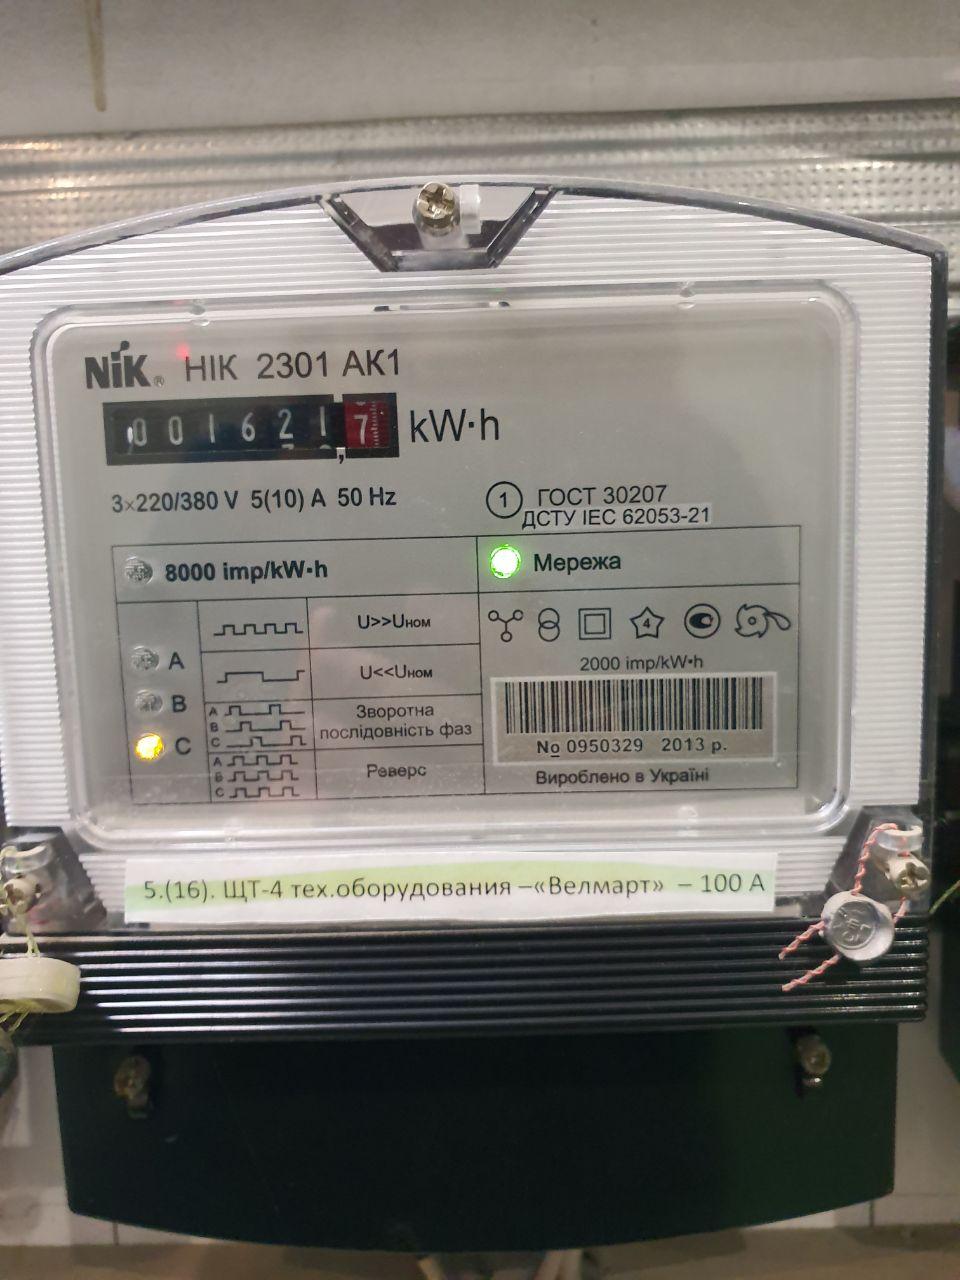 NiK® НІК 2301 АК1
001621,7 kW·h
3×220/380 V 5(10) A 50 Hz
1 ГОСТ 30207
ДСТУ IEC 62053-21
8000 imp/kW·h
Мережа
A
B
C
U>>Uном
U<<Uном
A
B
C
Зворотна
послідовність фаз
A
B
C
Реверс
4
2000 imp/kW·h
No 0950329 2013 р.
Вироблено в Україні
5.(16). ЩТ-4 тех.оборудования –«Велмарт» – 100 А